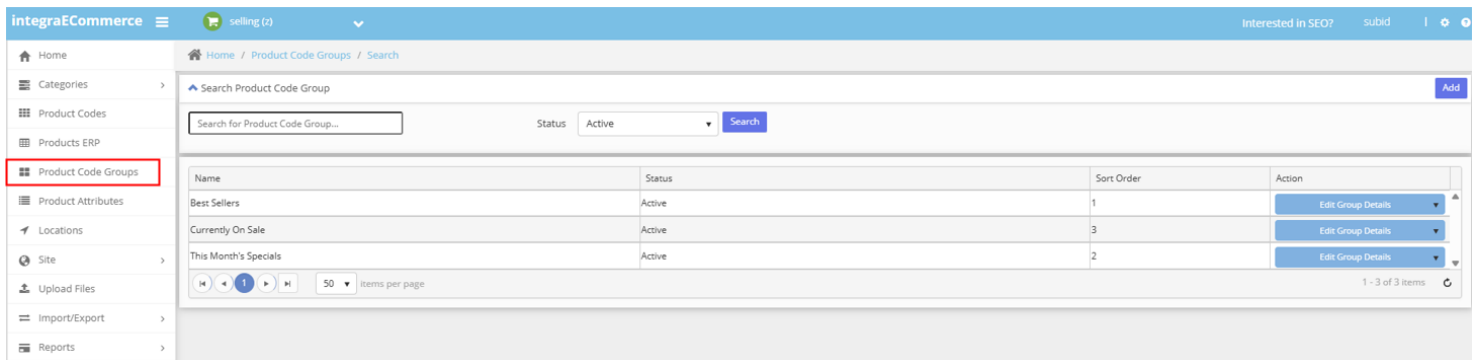 integraECommerce
selling (z)
Interested in SEO? subid
Home
Categories
Product Codes
Products ERP
Product Code Groups
Product Attributes
Locations
Site
Upload Files
Import/Export
Reports
Home / Product Code Groups / Search
Search Product Code Group Add
Search for Product Code Group... Status Active Search
Name Status Sort Order Action
Best Sellers Active 1 Edit Group Details
Currently On Sale Active 3 Edit Group Details
This Month's Specials Active 2 Edit Group Details
1 50 items per page 1 - 3 of 3 items